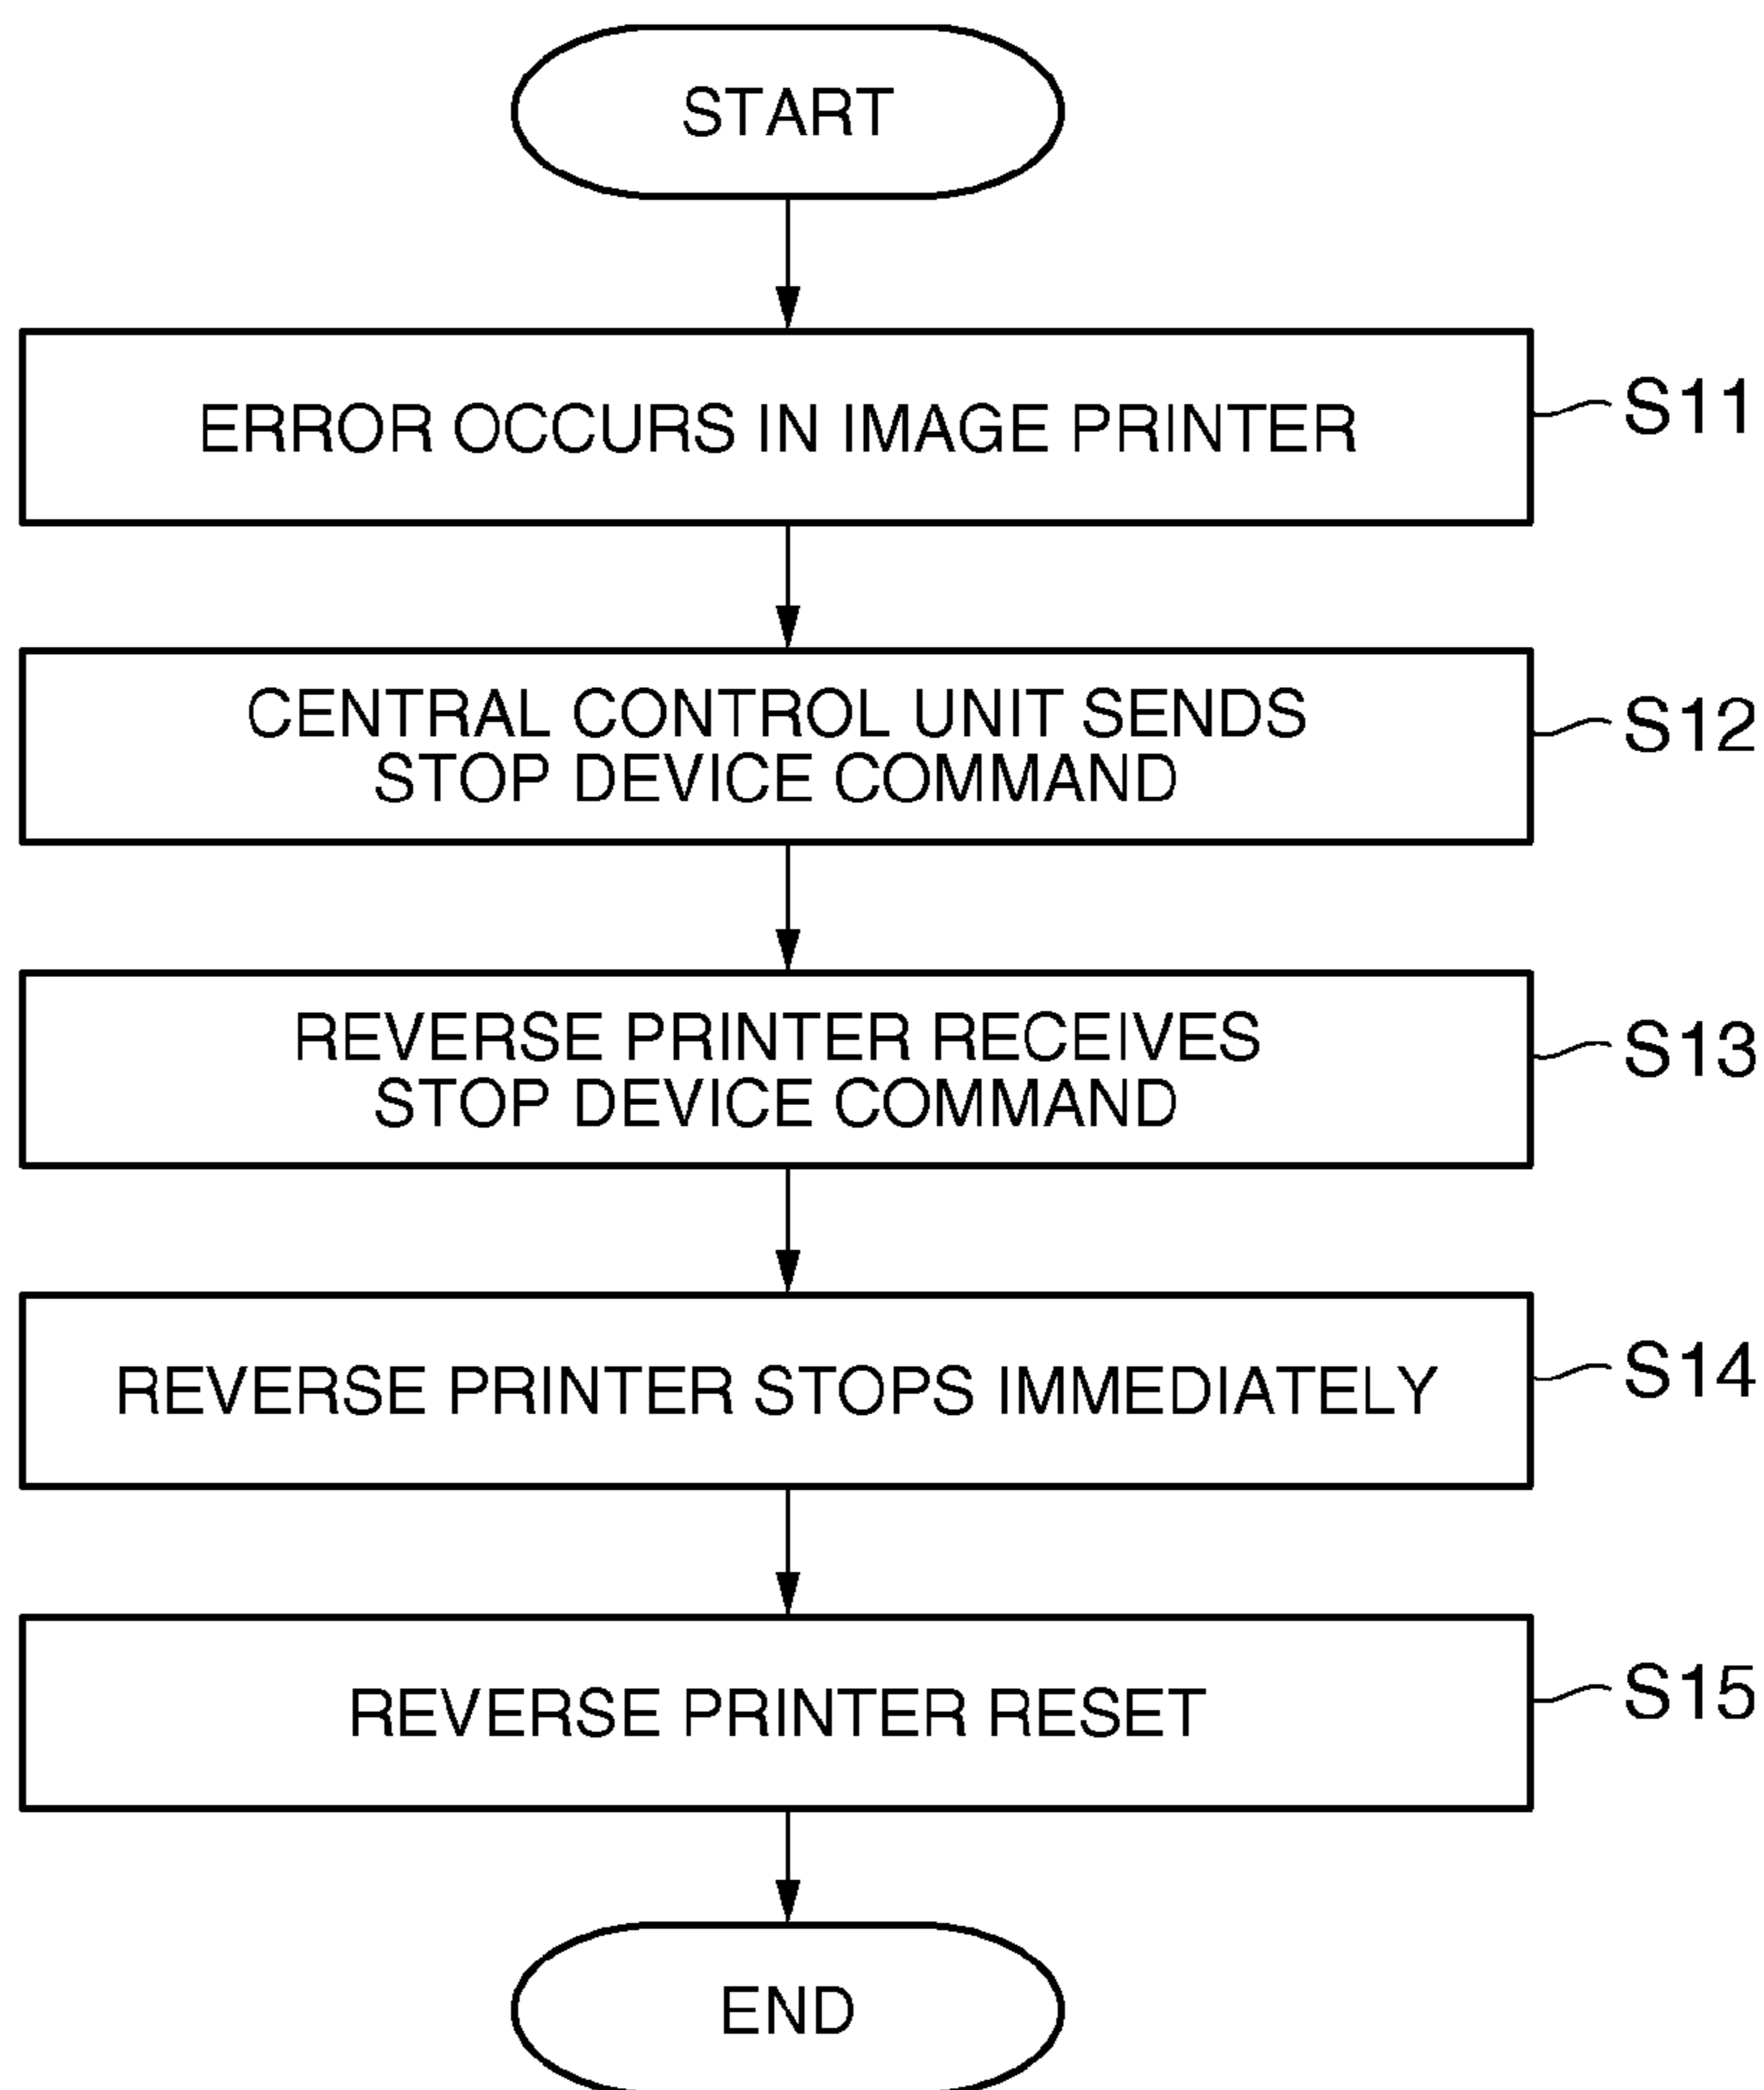 START
ERROR OCCURS IN IMAGE PRINTER
S11
CENTRAL CONTROL UNIT SENDS
STOP DEVICE COMMAND
S12
REVERSE PRINTER RECEIVES
STOP DEVICE COMMAND
S13
REVERSE PRINTER STOPS IMMEDIATELY
S14
REVERSE PRINTER RESET
S15
END